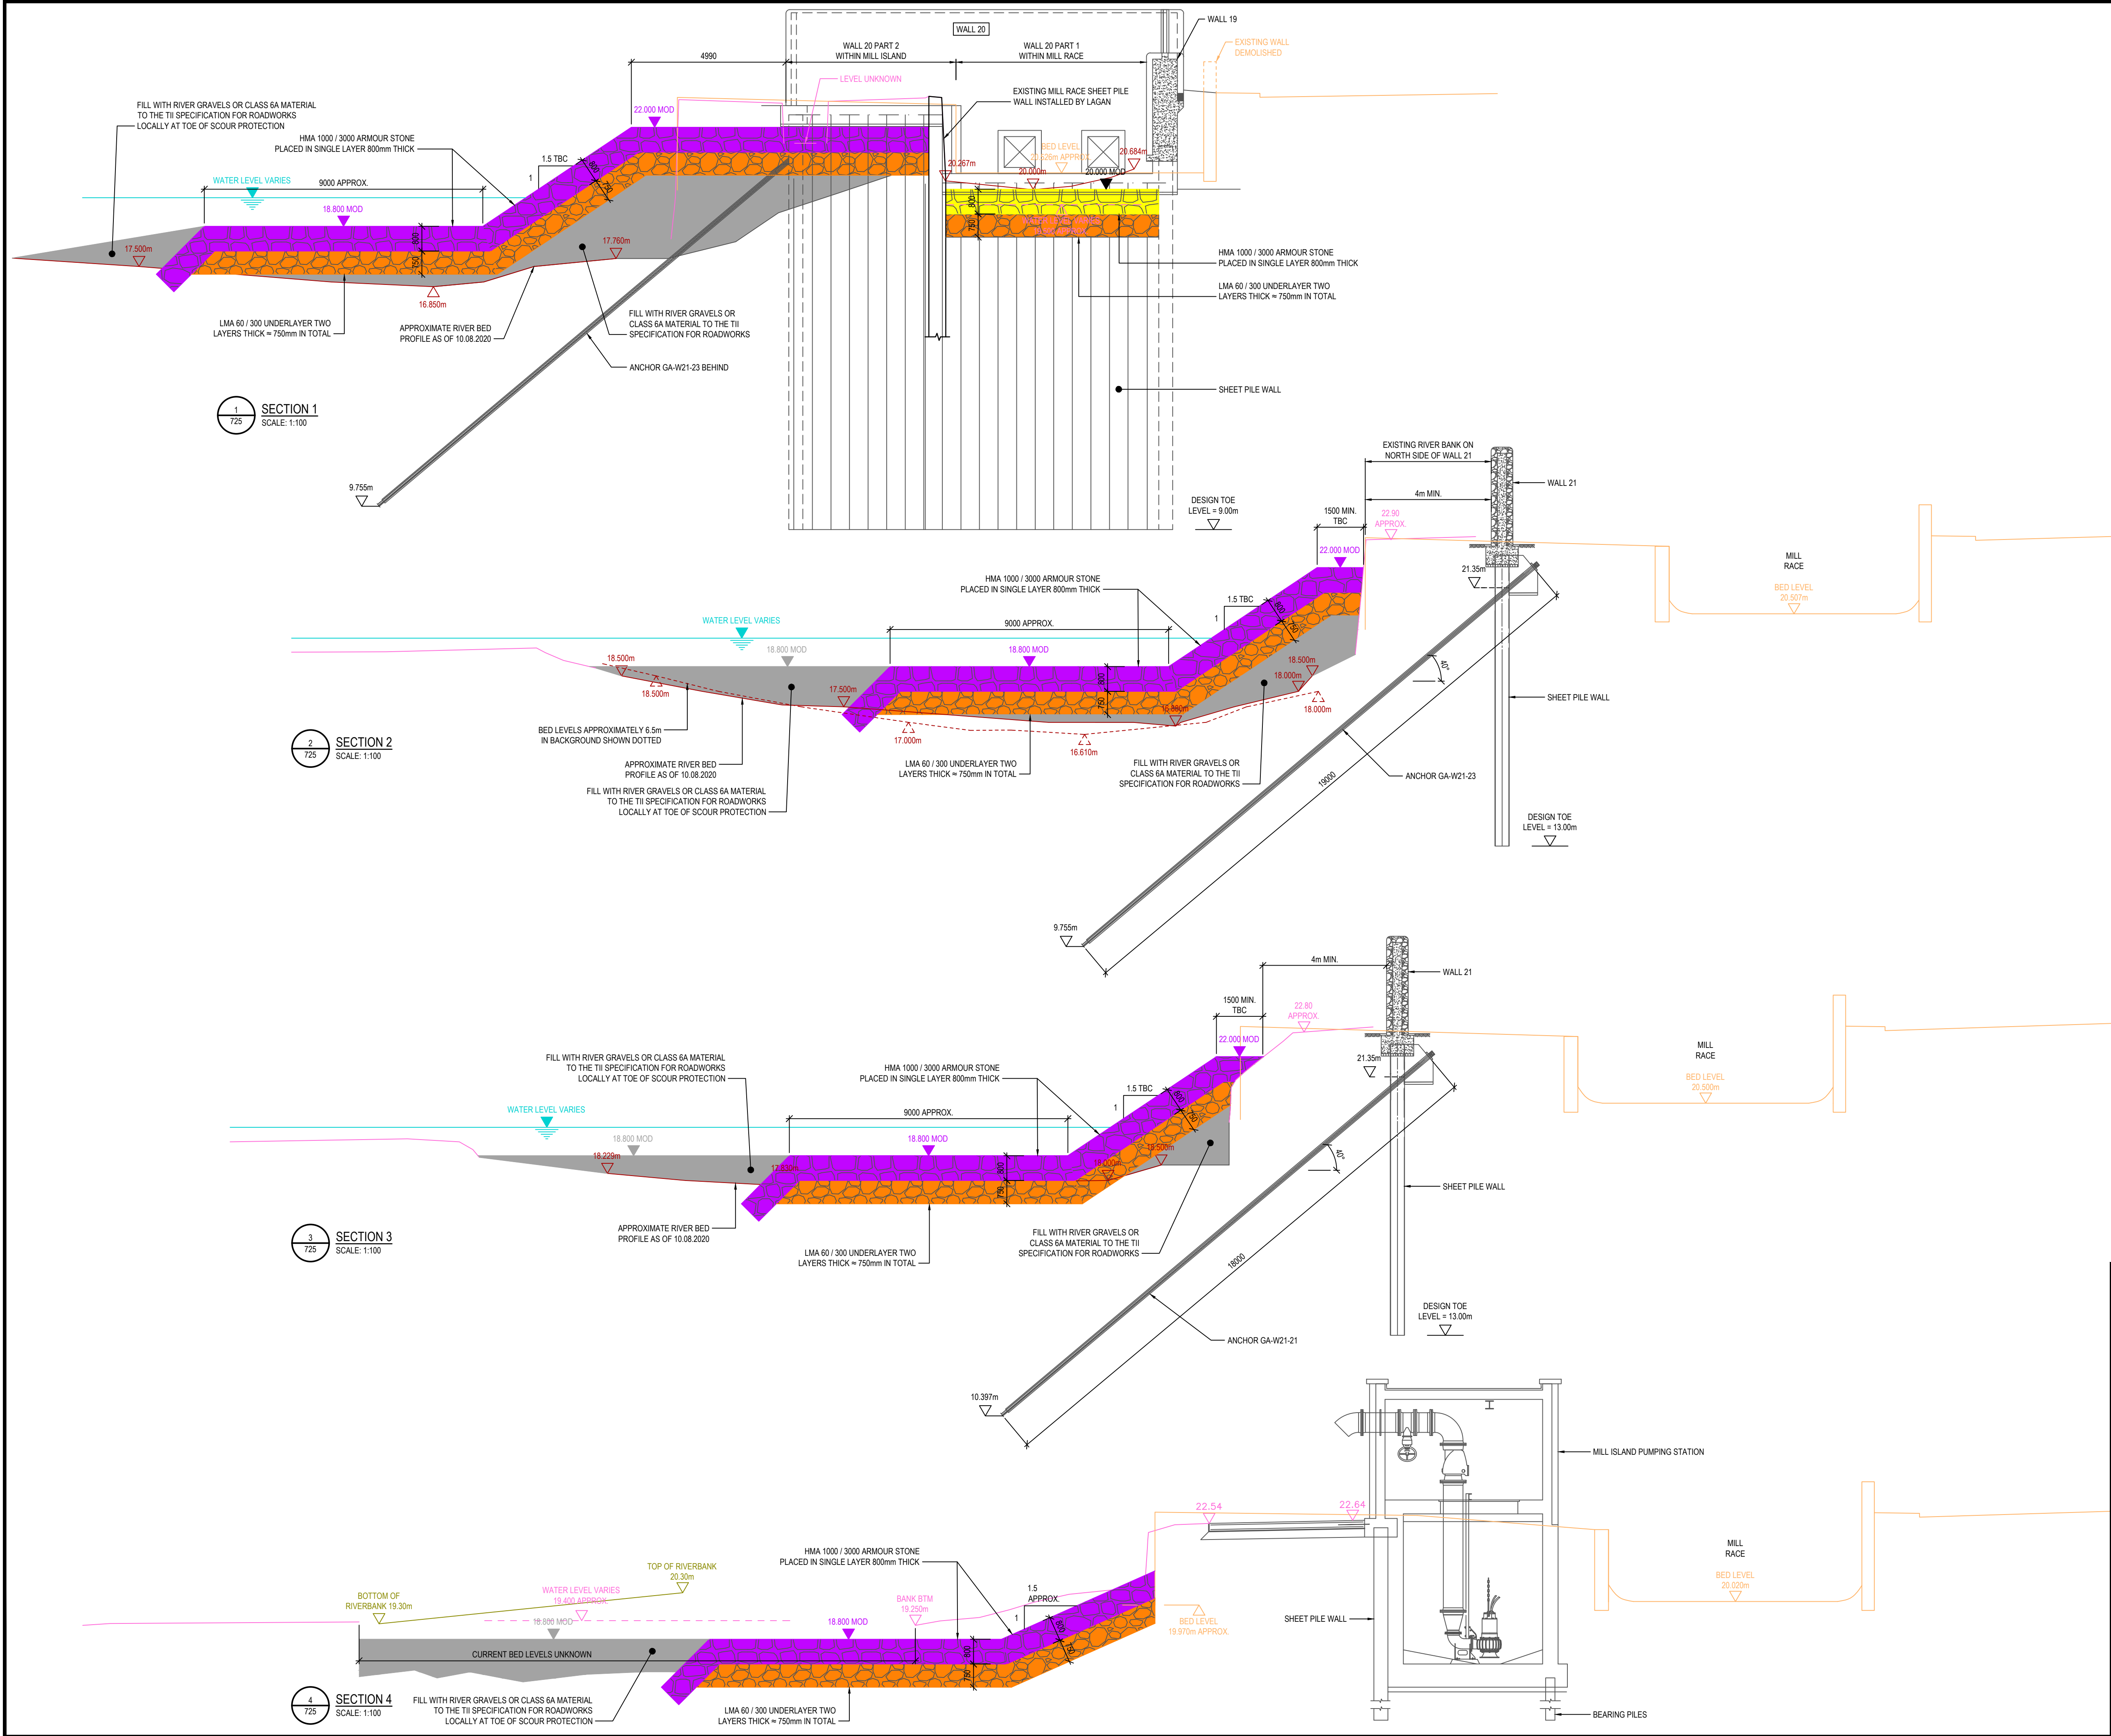 WALL 20
WALL 19
WALL 20 PART 2
WITHIN MILL ISLAND
WALL 20 PART 1
WITHIN MILL RACE
EXISTING WALL
DEMOLISHED
4990
LEVEL UNKNOWN
EXISTING MILL RACE SHEET PILE
WALL INSTALLED BY LAGAN
FILL WITH RIVER GRAVELS OR CLASS 6A MATERIAL
TO THE TII SPECIFICATION FOR ROADWORKS
LOCALLY AT TOE OF SCOUR PROTECTION
22.000 MOD
HMA 1000 / 3000 ARMOUR STONE
PLACED IN SINGLE LAYER 800mm THICK
1.5 TBC
1
800
750
BED LEVEL
APPROX
20.267m
20.684m
20.000m
20.000 MOD
WATER LEVEL VARIES
9000 APPROX.
18.800 MOD
800
750
17.500m
17.760m
800
750
16.850m
HMA 1000 / 3000 ARMOUR STONE
PLACED IN SINGLE LAYER 800mm THICK
LMA 60 / 300 UNDERLAYER TWO
LAYERS THICK ≈ 750mm IN TOTAL
LMA 60 / 300 UNDERLAYER TWO
LAYERS THICK ≈ 750mm IN TOTAL
APPROXIMATE RIVER BED
PROFILE AS OF 10.08.2020
FILL WITH RIVER GRAVELS OR
CLASS 6A MATERIAL TO THE TII
SPECIFICATION FOR ROADWORKS
ANCHOR GA-W21-23 BEHIND
SHEET PILE WALL
1
725
SECTION 1
SCALE: 1:100
9.755m
DESIGN TOE
LEVEL = 9.00m
EXISTING RIVER BANK ON
NORTH SIDE OF WALL 21
WALL 21
4m MIN.
1500 MIN.
TBC
22.90
APPROX.
22.000 MOD
MILL
RACE
21.35m
BED LEVEL
20.507m
HMA 1000 / 3000 ARMOUR STONE
PLACED IN SINGLE LAYER 800mm THICK
1.5 TBC
1
800
750
WATER LEVEL VARIES
9000 APPROX.
18.800 MOD
18.800 MOD
18.500m
18.500m
18.500m
18.000m
17.500m
800
750
40°
18.000m
SHEET PILE WALL
BED LEVELS APPROXIMATELY 6.5m
IN BACKGROUND SHOWN DOTTED
17.000m
16.610m
2
725
SECTION 2
SCALE: 1:100
APPROXIMATE RIVER BED
PROFILE AS OF 10.08.2020
LMA 60 / 300 UNDERLAYER TWO
LAYERS THICK ≈ 750mm IN TOTAL
FILL WITH RIVER GRAVELS OR
CLASS 6A MATERIAL TO THE TII
SPECIFICATION FOR ROADWORKS
ANCHOR GA-W21-23
19000
FILL WITH RIVER GRAVELS OR CLASS 6A MATERIAL
TO THE TII SPECIFICATION FOR ROADWORKS
LOCALLY AT TOE OF SCOUR PROTECTION
DESIGN TOE
LEVEL = 13.00m
9.755m
4m MIN.
WALL 21
1500 MIN.
TBC
22.80
APPROX.
22.000 MOD
MILL
RACE
21.35m
BED LEVEL
20.500m
FILL WITH RIVER GRAVELS OR CLASS 6A MATERIAL
TO THE TII SPECIFICATION FOR ROADWORKS
LOCALLY AT TOE OF SCOUR PROTECTION
HMA 1000 / 3000 ARMOUR STONE
PLACED IN SINGLE LAYER 800mm THICK
1.5 TBC
1
800
750
WATER LEVEL VARIES
9000 APPROX.
18.800 MOD
18.800 MOD
18.500m
18.229m
800
750
40°
SHEET PILE WALL
3
725
SECTION 3
SCALE: 1:100
APPROXIMATE RIVER BED
PROFILE AS OF 10.08.2020
LMA 60 / 300 UNDERLAYER TWO
LAYERS THICK ≈ 750mm IN TOTAL
FILL WITH RIVER GRAVELS OR
CLASS 6A MATERIAL TO THE TII
SPECIFICATION FOR ROADWORKS
18000
DESIGN TOE
LEVEL = 13.00m
ANCHOR GA-W21-21
10.397m
MILL ISLAND PUMPING STATION
22.54
22.64
HMA 1000 / 3000 ARMOUR STONE
PLACED IN SINGLE LAYER 800mm THICK
MILL
RACE
BED LEVEL
20.020m
TOP OF RIVERBANK
20.30m
1.5
APPROX.
1
800
750
BOTTOM OF
RIVERBANK 19.30m
WATER LEVEL VARIES
19.400 APPROX
BANK BTM
19.250m
18.800 MOD
18.800 MOD
BED LEVEL
19.970m APPROX.
SHEET PILE WALL
CURRENT BED LEVELS UNKNOWN
800
750
4
725
SECTION 4
SCALE: 1:100
FILL WITH RIVER GRAVELS OR CLASS 6A MATERIAL
TO THE TII SPECIFICATION FOR ROADWORKS
LOCALLY AT TOE OF SCOUR PROTECTION
LMA 60 / 300 UNDERLAYER TWO
LAYERS THICK ≈ 750mm IN TOTAL
BEARING PILES